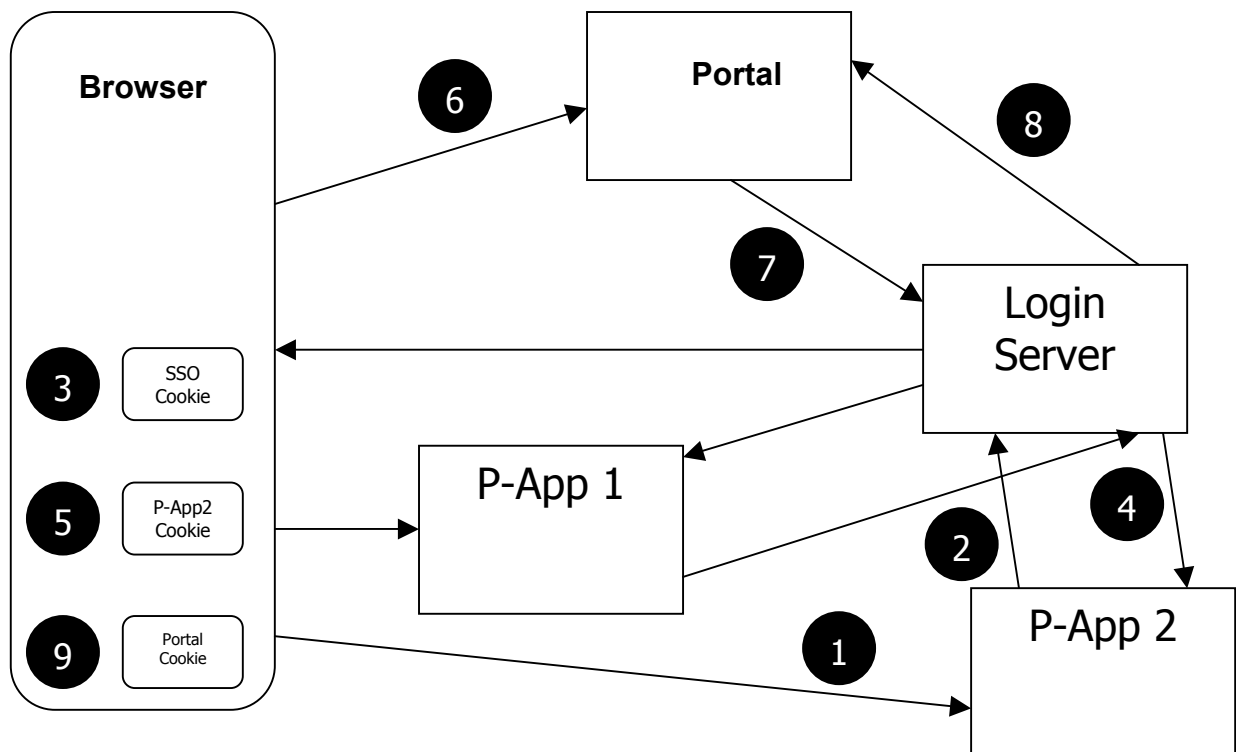 Browser
Portal
6
8
7
Login
Server
3
SSO
Cookie
P-App 1
5
P-App2
Cookie
4
2
P-App 2
9
Portal
Cookie
1